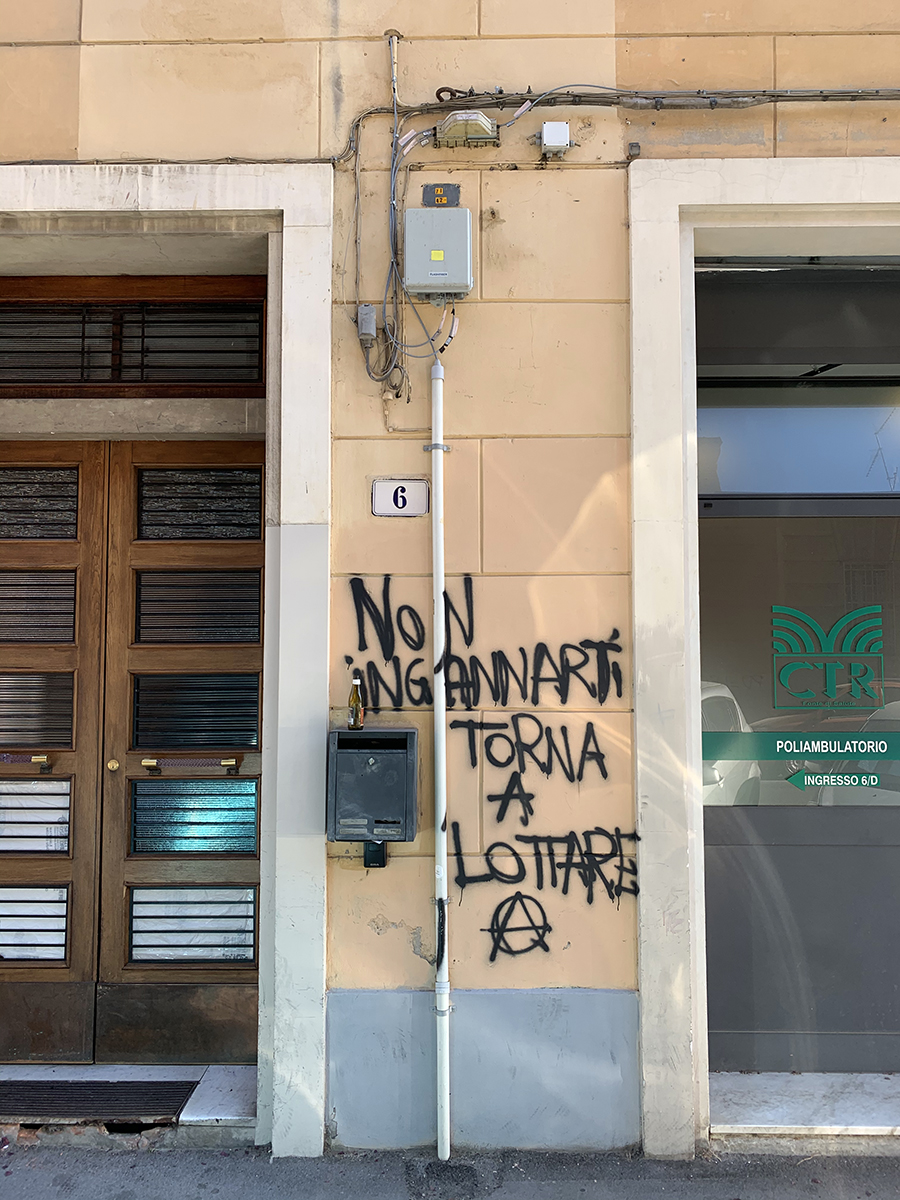 6
NON
INGANNARTI
TORNA
A
LOTTARE
A
CTR
POLIAMBULATORIO
INGRESSO 6/D